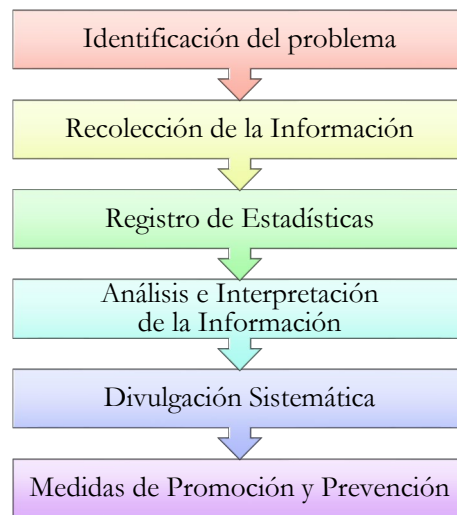 Identificación del problema
Recolección de la Información
Registro de Estadísticas
Análisis e Interpretación
de la Información
Divulgación Sistemática
Medidas de Promoción y Prevención